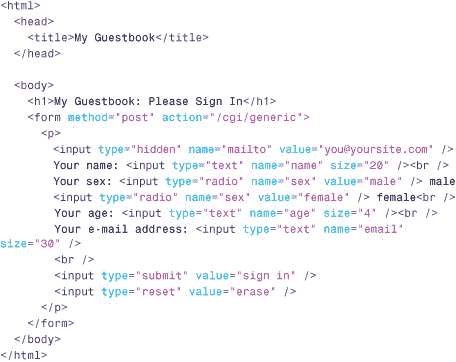 <html>
<head>
<title>My Guestbook</title>
</head>
<body>
<h1>My Guestbook: Please Sign In</h1>
<form method="post" action="/cgi/generic">
<p>
<input type="hidden" name="mailto" value="you@yoursite.com" />
Your name: <input type="text" name="name" size="20" /><br />
Your sex: <input type="radio" name="sex" value="male" /> male
<input type="radio" name="sex" value="female" /> female<br />
Your age: <input type="text" name="age" size="4" /><br />
Your e-mail address: <input type="text" name="email"
size="30" />
<br />
<input type="submit" value="sign in" />
<input type="reset" value="erase" />
</p>
</form>
</body>
</html>